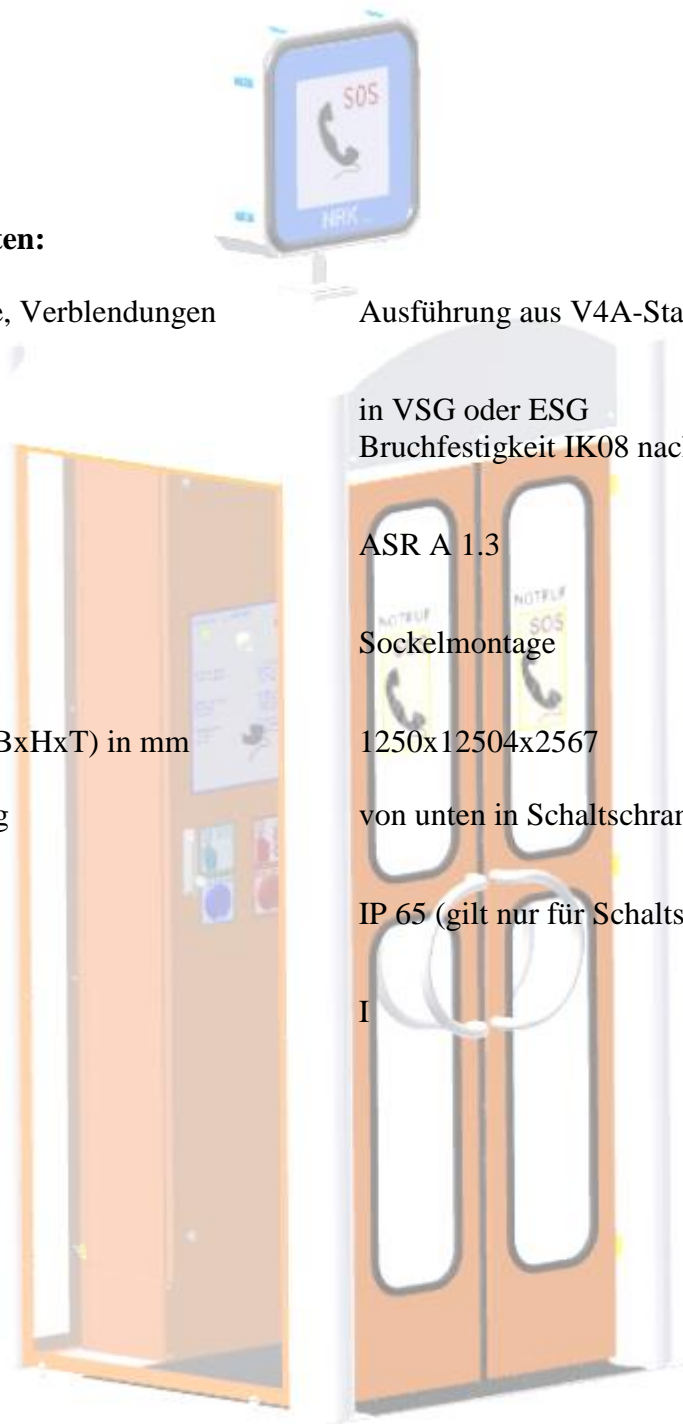 SOS
NRK
ten:
e, Verblendungen Ausführung aus V4A-Sta
in VSG oder ESG
Bruchfestigkeit IK08 nach
ASR A 1.3
NOTRUF NOTRUF
SOS
Sockelmontage
BxHxT) in mm 1250x12504x2567
g von unten in Schaltschran
IP 65 (gilt nur für Schalts
I